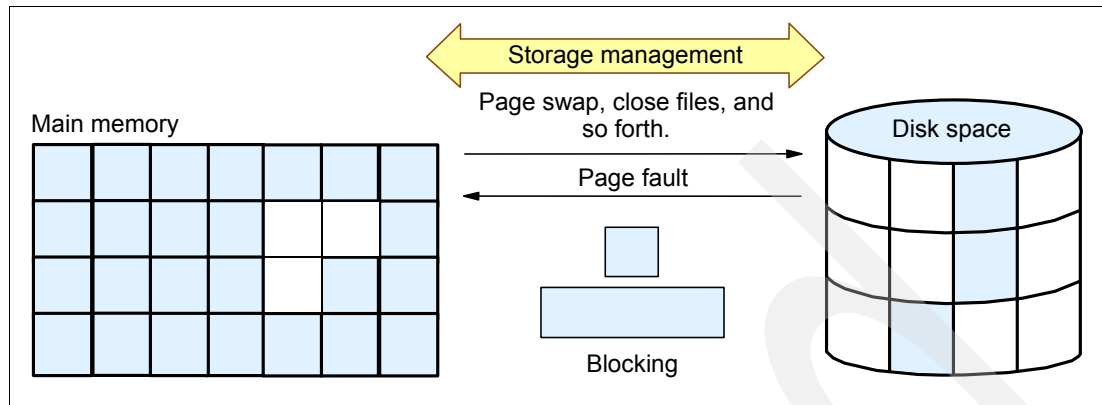 Storage management
Page swap, close files, and
so forth.
Main memory
Disk space
Page fault
Blocking